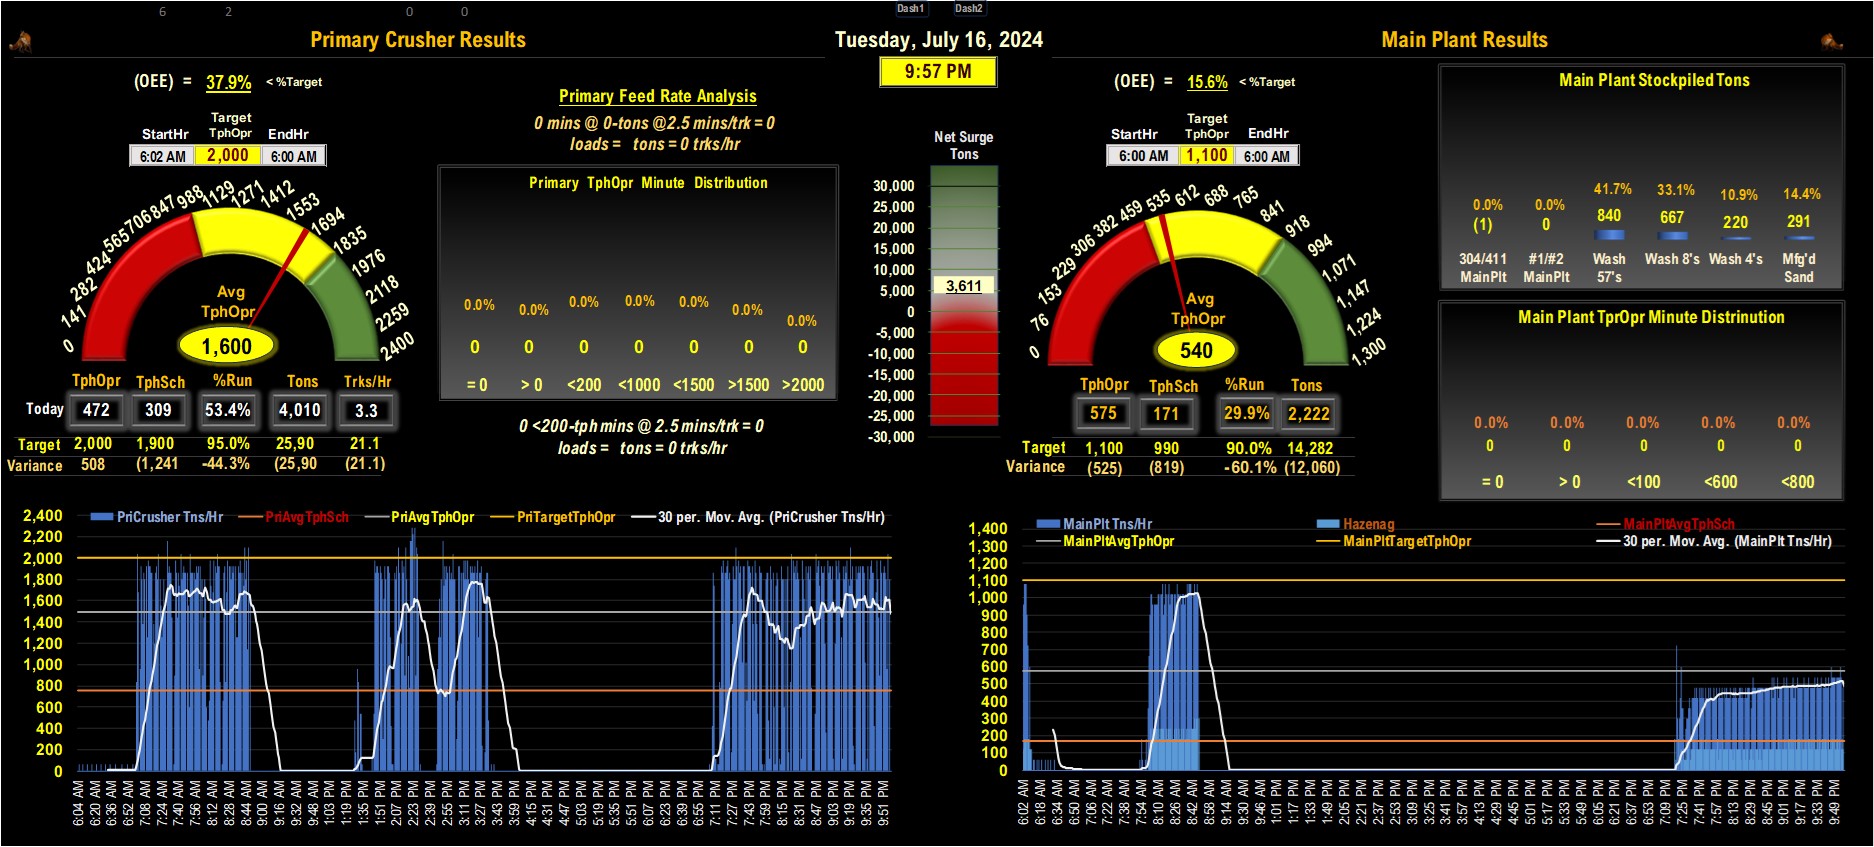 6 2 0 0 Dash1 Dash2
Primary Crusher Results
Tuesday, July 16, 2024
Main Plant Results
9:57 PM
(OEE) = 37.9% < %Target
Target
StartHr TphOpr EndHr
6:02 AM 2,000 6:00 AM
0 141 282 424 565 706 847 988 1129 1271 1412 1553 1694 1835 1976 2118 2259 2400
Avg
TphOpr
1,600
TphOpr TphSch %Run Tons Trks/Hr
Today 472 309 53.4% 4,010 3.3
Target 2,000 1,900 95.0% 25,90 21.1
Variance 508 (1,241 -44.3% (25,90 (21.1)
Primary Feed Rate Analysis
0 mins @ 0-tons @2.5 mins/trk = 0
loads = tons = 0 trks/hr
Primary TphOpr Minute Distribution
0.0% 0.0% 0.0% 0.0% 0.0% 0.0% 0.0%
0 0 0 0 0 0 0
= 0 > 0 <200 <1000 <1500 >1500 >2000
0 <200-tph mins @ 2.5 mins/trk = 0
loads = tons = 0 trks/hr
Net Surge
Tons
30,000
25,000
20,000
15,000
10,000
5,000
0
-5,000
-10,000
-15,000
-20,000
-25,000
-30,000
3,611
(OEE) = 15.6% < %Target
Target
StartHr TphOpr EndHr
6:00 AM 1,100 6:00 AM
0 76 153 229 306 382 459 535 612 688 765 841 918 994 1,071 1,147 1,224 1,300
Avg
TphOpr
540
TphOpr TphSch %Run Tons
575 171 29.9% 2,222
Target 1,100 990 90.0% 14,282
Variance (525) (819) -60.1% (12,060)
Main Plant Stockpiled Tons
0.0% 0.0% 41.7% 33.1% 10.9% 14.4%
(1) 0 840 667 220 291
304/411 #1/#2 Wash Wash 8's Wash 4's Mfg'd
MainPlt MainPlt 57's Sand
Main Plant TprOpr Minute Distrinution
0.0% 0.0% 0.0% 0.0% 0.0%
0 0 0 0 0
= 0 > 0 <100 <600 <800
PriCrusher Tns/Hr PriAvgTphSch PriAvgTphOpr PriTargetTphOpr 30 per. Mov. Avg. (PriCrusher Tns/Hr)
2,400
2,200
2,000
1,800
1,600
1,400
1,200
1,000
800
600
400
200
0
6:04 AM 6:20 AM 6:36 AM 6:52 AM 7:08 AM 7:24 AM 7:40 AM 7:56 AM 8:12 AM 8:28 AM 8:44 AM 9:00 AM 9:16 AM 9:32 AM 9:48 AM 1:03 PM 1:19 PM 1:35 PM 1:51 PM 2:07 PM 2:23 PM 2:39 PM 2:55 PM 3:11 PM 3:27 PM 3:43 PM 3:59 PM 4:15 PM 4:31 PM 4:47 PM 5:03 PM 5:19 PM 5:35 PM 5:51 PM 6:07 PM 6:23 PM 6:39 PM 6:55 PM 7:11 PM 7:27 PM 7:43 PM 7:59 PM 8:15 PM 8:31 PM 8:47 PM 9:03 PM 9:19 PM 9:35 PM 9:51 PM
MainPlt Tns/Hr Hazenag MainPltAvgTphSch
MainPltAvgTphOpr MainPltTargetTphOpr 30 per. Mov. Avg. (MainPlt Tns/Hr)
1,400
1,300
1,200
1,100
1,000
900
800
700
600
500
400
300
200
100
0
6:02 AM 6:18 AM 6:34 AM 6:50 AM 7:06 AM 7:22 AM 7:38 AM 7:54 AM 8:10 AM 8:26 AM 8:42 AM 8:58 AM 9:14 AM 9:30 AM 9:46 AM 1:01 PM 1:17 PM 1:33 PM 1:49 PM 2:05 PM 2:21 PM 2:37 PM 2:53 PM 3:09 PM 3:25 PM 3:41 PM 3:57 PM 4:13 PM 4:29 PM 4:45 PM 5:01 PM 5:17 PM 5:33 PM 5:49 PM 6:05 PM 6:21 PM 6:37 PM 6:53 PM 7:09 PM 7:25 PM 7:41 PM 7:57 PM 8:13 PM 8:29 PM 8:45 PM 9:01 PM 9:17 PM 9:33 PM 9:49 PM